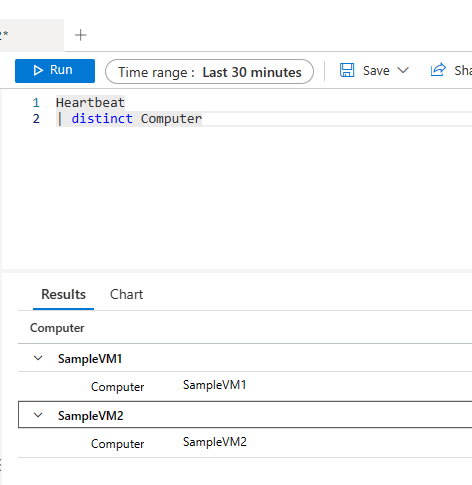 Run
Time range : Last 30 minutes
Save
1 Heartbeat
2 | distinct Computer
Results Chart
Computer
SampleVM1
Computer SampleVM1
SampleVM2
Computer SampleVM2